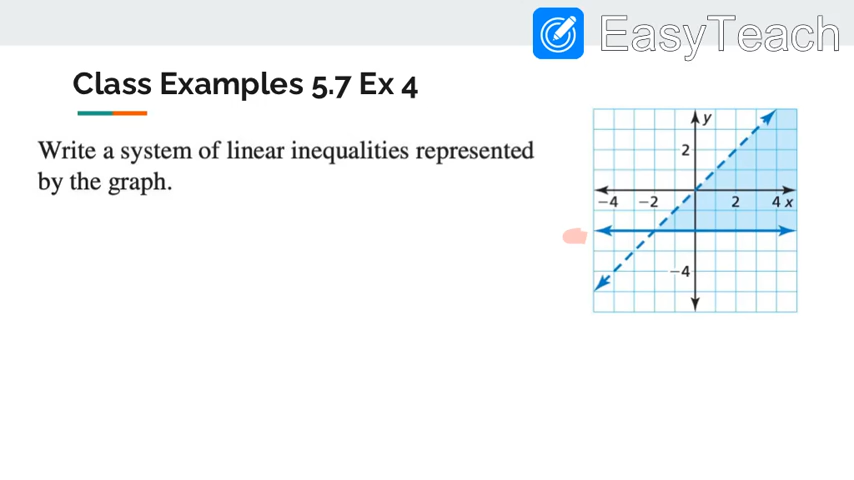 EasyTeach
Class Examples 5.7 Ex 4
Write a system of linear inequalities represented
by the graph.
y
2
−4 −2 2 4 x
−4